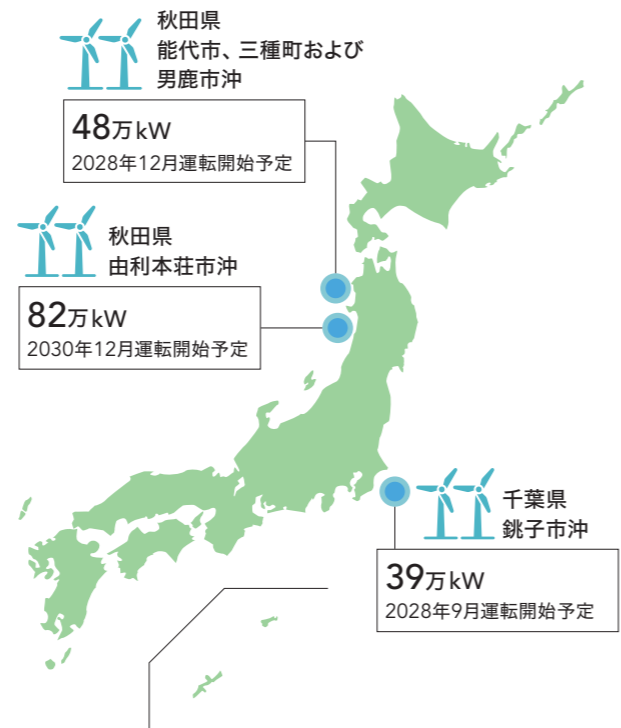 秋田県
能代市、三種町および
男鹿市沖
48万kW
2028年12月運転開始予定
秋田県
由利本荘市沖
82万kW
2030年12月運転開始予定
千葉県
銚子市沖
39万kW
2028年9月運転開始予定